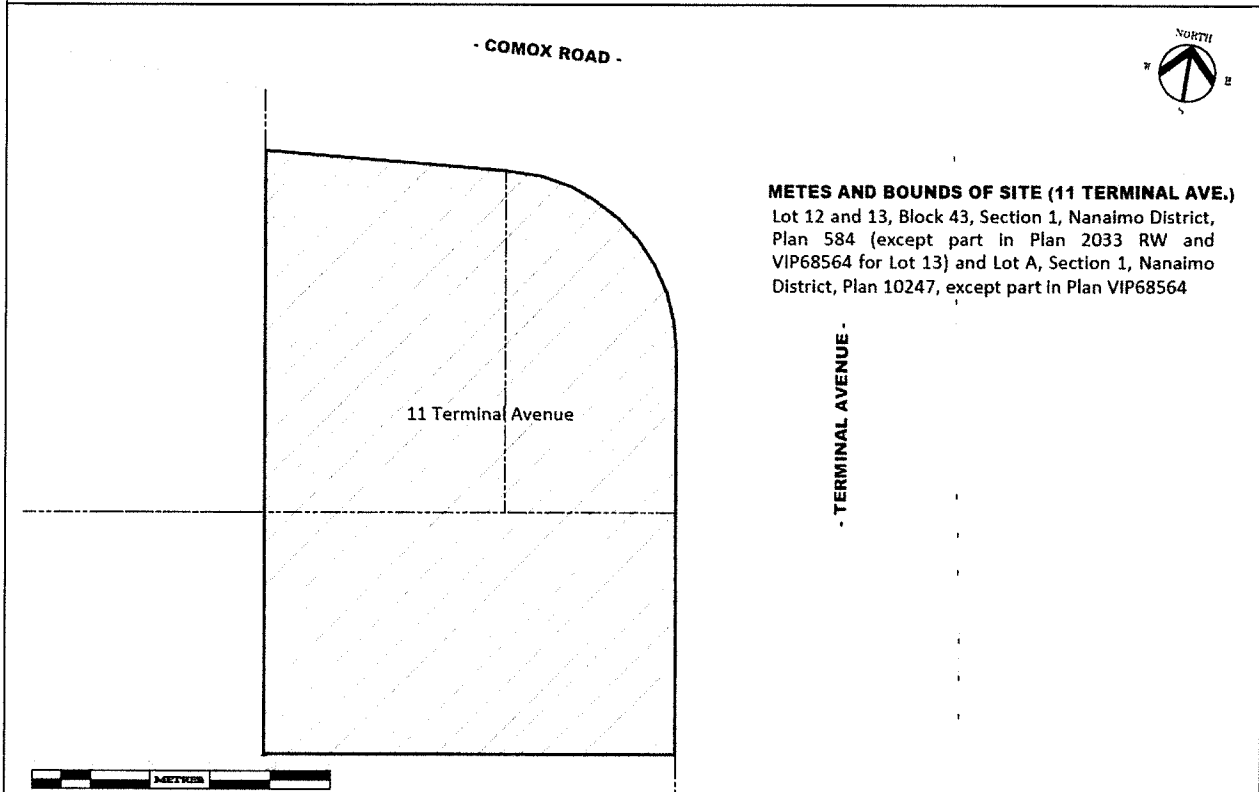 - COMOX ROAD -
NORTH
W
E
S
METES AND BOUNDS OF SITE (11 TERMINAL AVE.)
Lot 12 and 13, Block 43, Section 1, Nanaimo District,
Plan 584 (except part in Plan 2033 RW and
VIP68564 for Lot 13) and Lot A, Section 1, Nanaimo
District, Plan 10247, except part in Plan VIP68564
- TERMINAL AVENUE -
11 Terminal Avenue
METRES